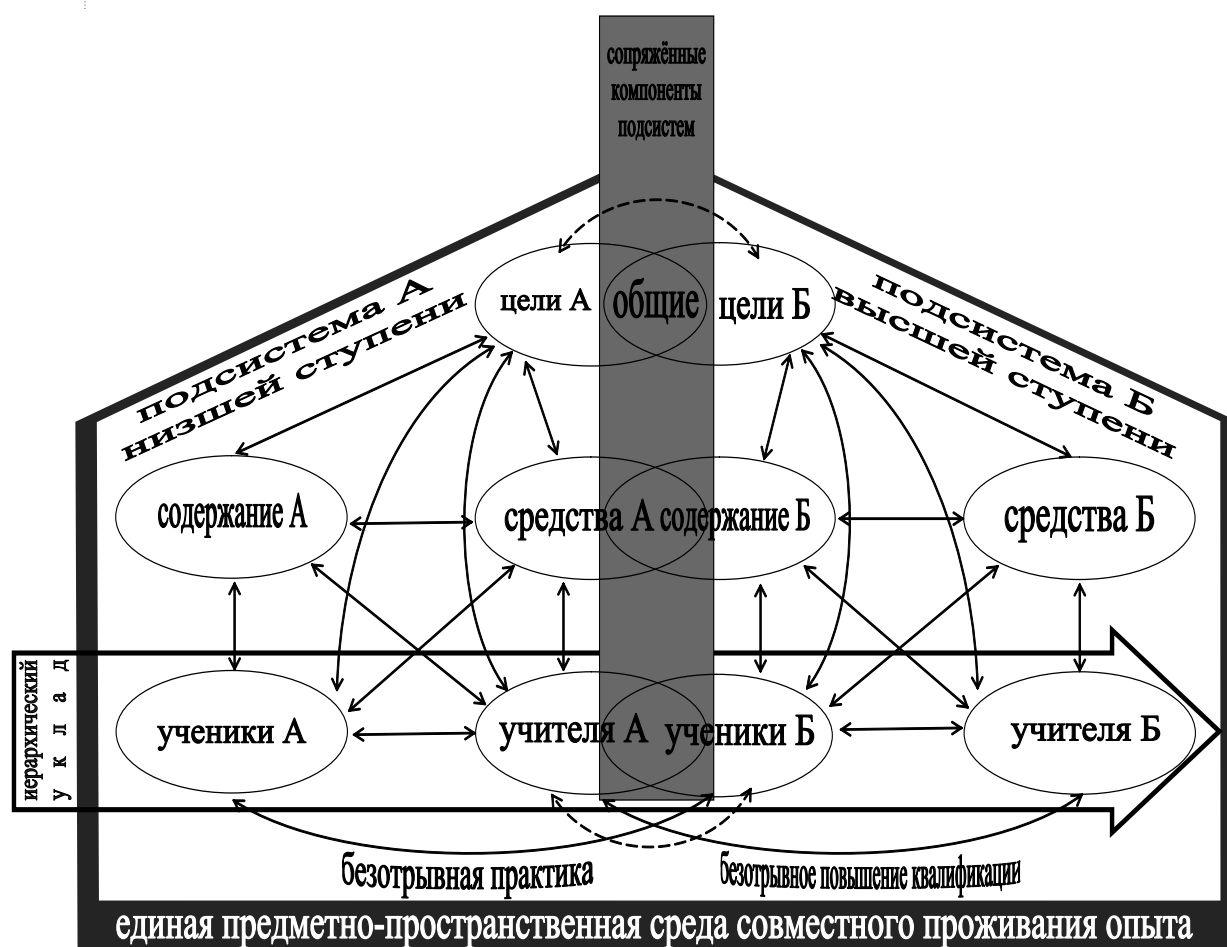 сопряжённые
компоненты
подсистем
подсистема А
низшей ступени
подсистема Б
высшей ступени
цели А
общие
цели Б
содержание А
средства А
содержание Б
средства Б
иерархический
уклад
ученики А
учителя А
ученики Б
учителя Б
безотрывная практика
безотрывное повышение квалификации
единая предметно-пространственная среда совместного проживания опыта